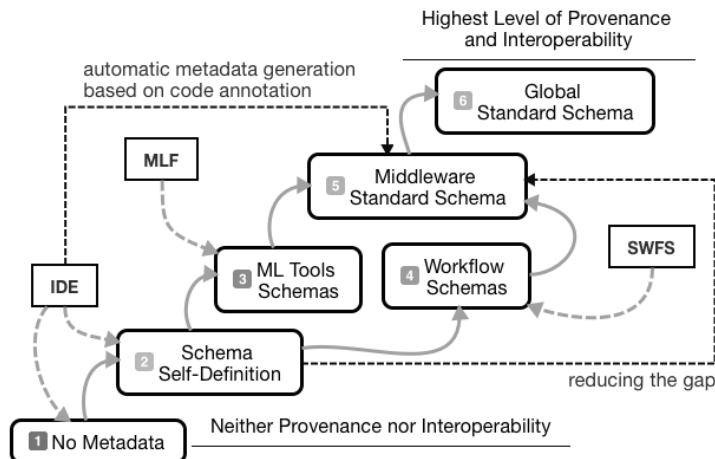 Highest Level of Provenance
and Interoperability
automatic metadata generation
based on code annotation
6 Global
Standard Schema
MLF
5 Middleware
Standard Schema
SWFS
IDE
3 ML Tools
Schemas
4 Workflow
Schemas
2 Schema
Self-Definition
reducing the gap
Neither Provenance nor Interoperability
1 No Metadata